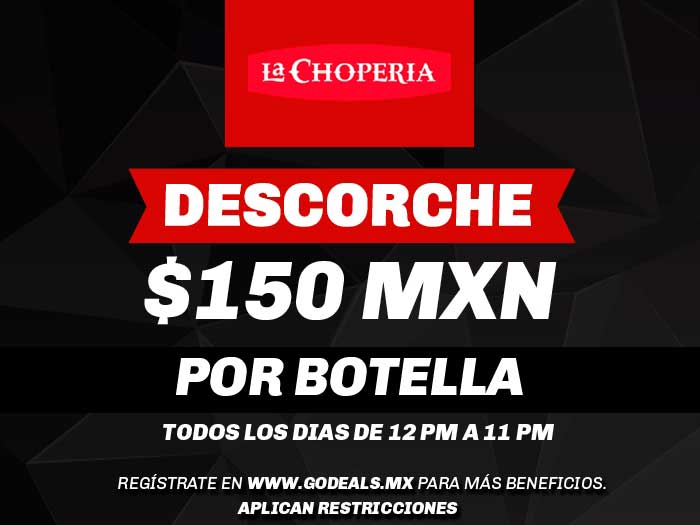 La CHOPERIA
DESCORCHE
$150 MXN
POR BOTELLA
TODOS LOS DIAS DE 12 PM A 11 PM
REGÍSTRATE EN WWW.GODEALS.MX PARA MÁS BENEFICIOS.
APLICAN RESTRICCIONES